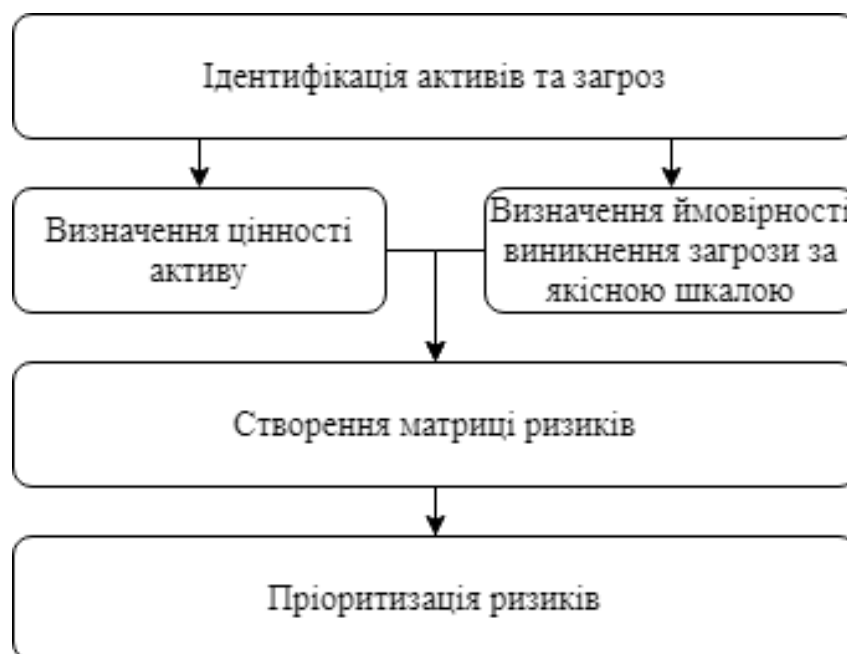 Ідентифікація активів та загроз
Визначення цінності
активу
Визначення ймовірності
виникнення загрози за
якісною шкалою
Створення матриці ризиків
Пріоритизація ризиків